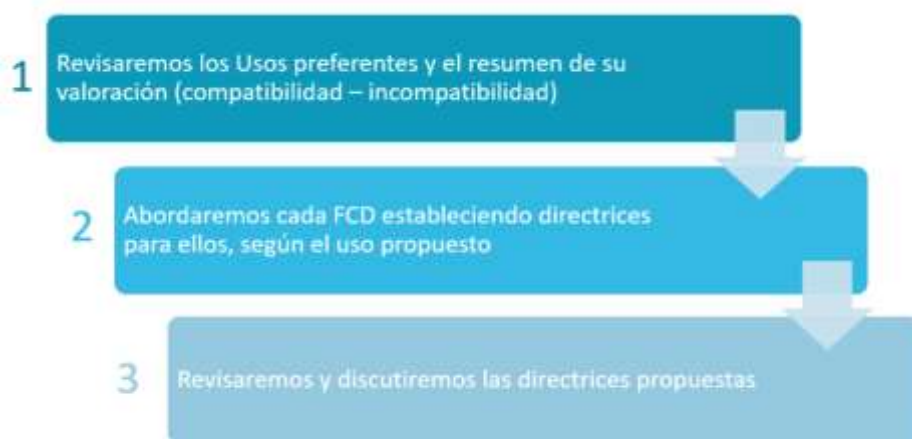 1
Revisaremos los Usos preferentes y el resumen de su
valoración (compatibilidad – incompatibilidad)
2
Abordaremos cada FCD estableciendo directrices
para ellos, según el uso propuesto
3
Revisaremos y discutiremos las directrices propuestas